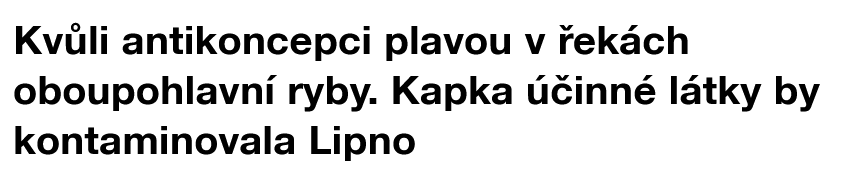 Kvůli antikoncepci plavou v řekách
oboupohlavní ryby. Kapka účinné látky by
kontaminovala Lipno